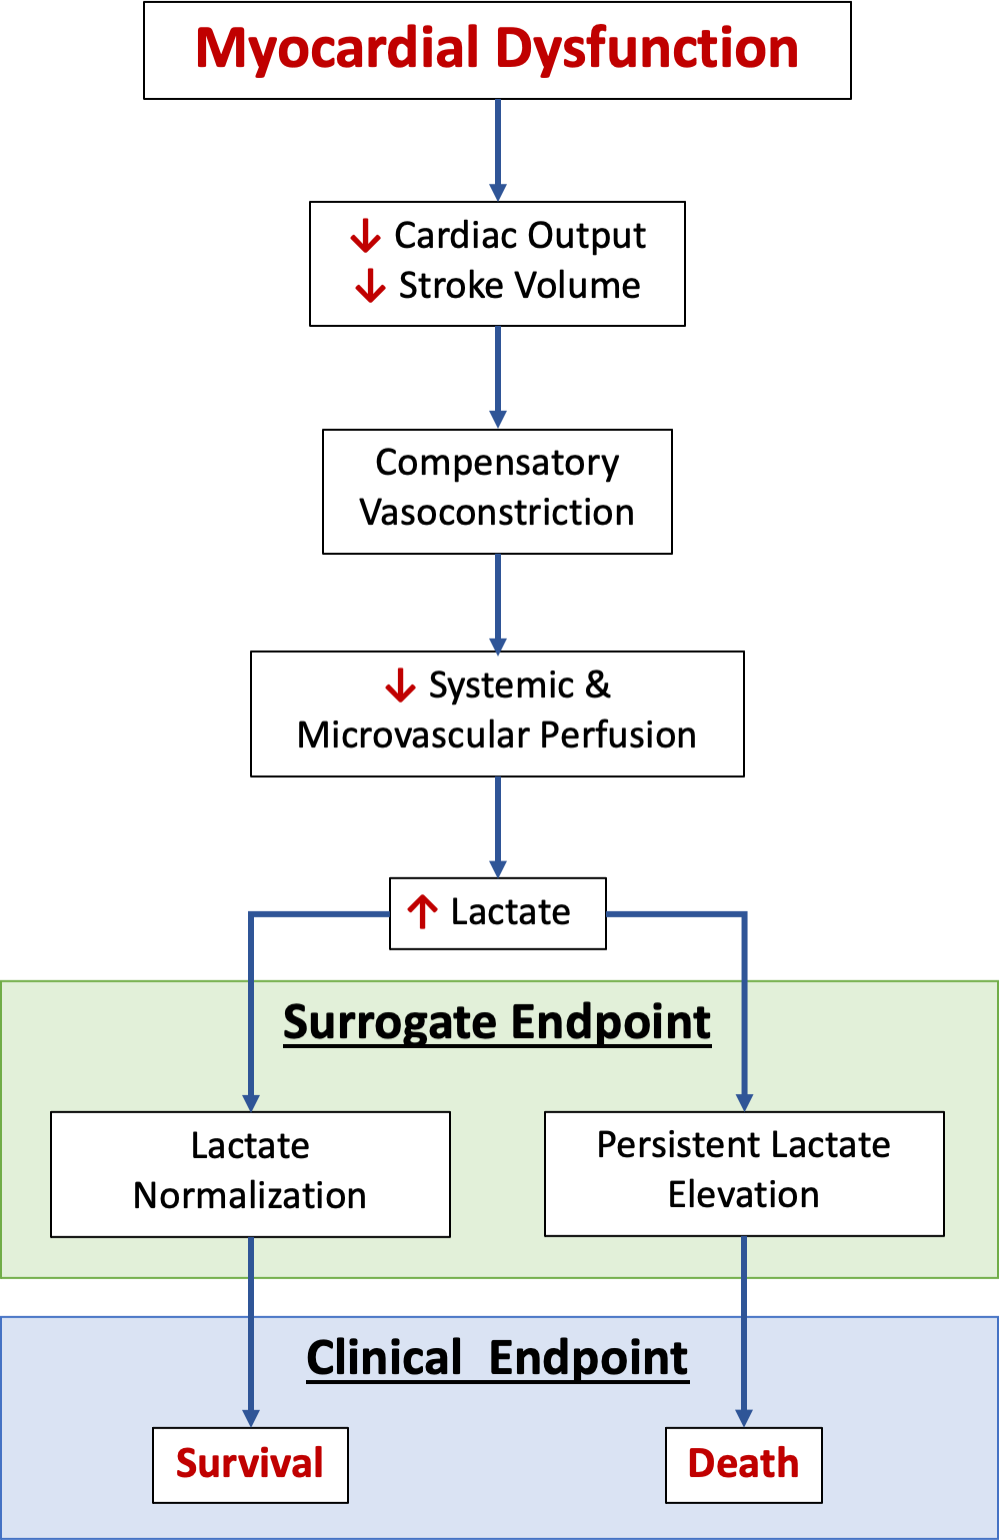 Myocardial Dysfunction
↓ Cardiac Output
↓ Stroke Volume
Compensatory
Vasoconstriction
↓ Systemic &
Microvascular Perfusion
↑ Lactate
Surrogate Endpoint
Lactate
Normalization
Persistent Lactate
Elevation
Clinical  Endpoint
Survival
Death